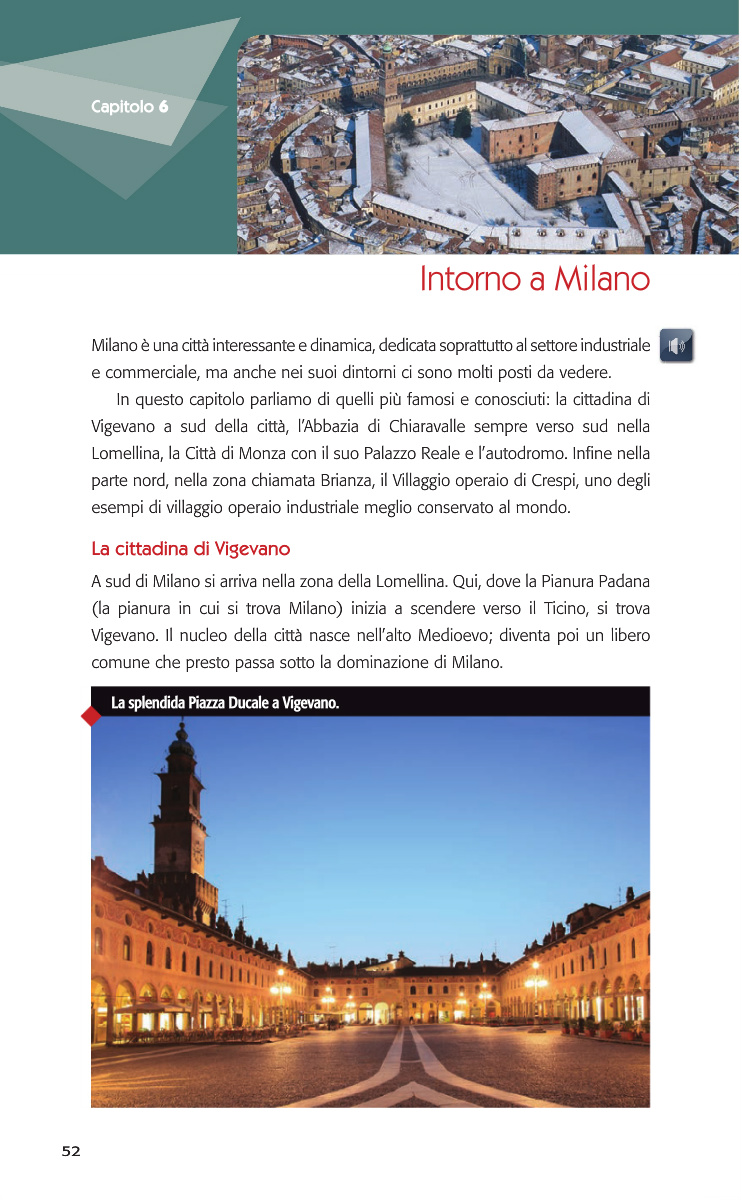 Capitolo 6
Intorno a Milano
Milano è una città interessante e dinamica, dedicata soprattutto al settore industriale
e commerciale, ma anche nei suoi dintorni ci sono molti posti da vedere.
In questo capitolo parliamo di quelli più famosi e conosciuti: la cittadina di
Vigevano a sud della città, l’Abbazia di Chiaravalle sempre verso sud nella
Lomellina, la Città di Monza con il suo Palazzo Reale e l’autodromo. Infine nella
parte nord, nella zona chiamata Brianza, il Villaggio operaio di Crespi, uno degli
esempi di villaggio operaio industriale meglio conservato al mondo.
La cittadina di Vigevano
A sud di Milano si arriva nella zona della Lomellina. Qui, dove la Pianura Padana
(la pianura in cui si trova Milano) inizia a scendere verso il Ticino, si trova
Vigevano. Il nucleo della città nasce nell’alto Medioevo; diventa poi un libero
comune che presto passa sotto la dominazione di Milano.
La splendida Piazza Ducale a Vigevano.
52